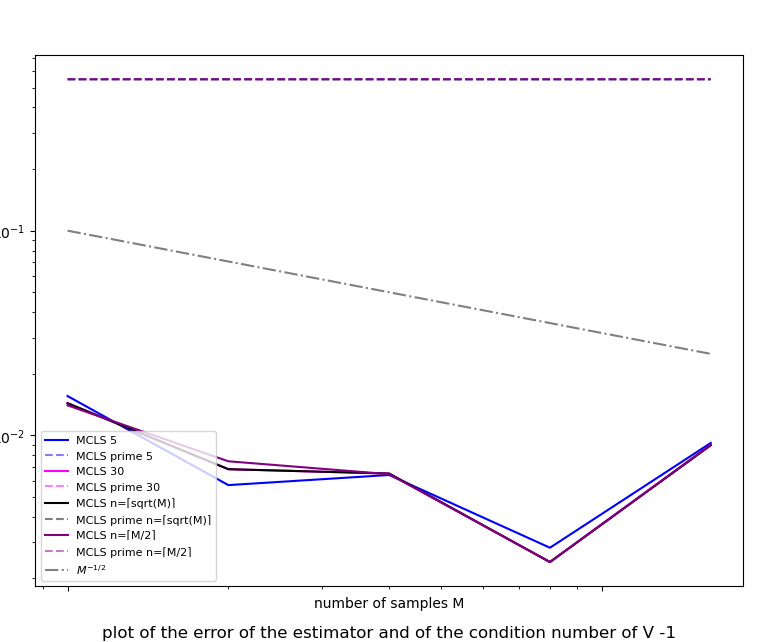 10⁻¹
10⁻²
MCLS 5
MCLS prime 5
MCLS 30
MCLS prime 30
MCLS n=⌈sqrt(M)⌉
MCLS prime n=⌈sqrt(M)⌉
MCLS n=⌈M/2⌉
MCLS prime n=⌈M/2⌉
M⁻¹/²
number of samples M
plot of the error of the estimator and of the condition number of V -1